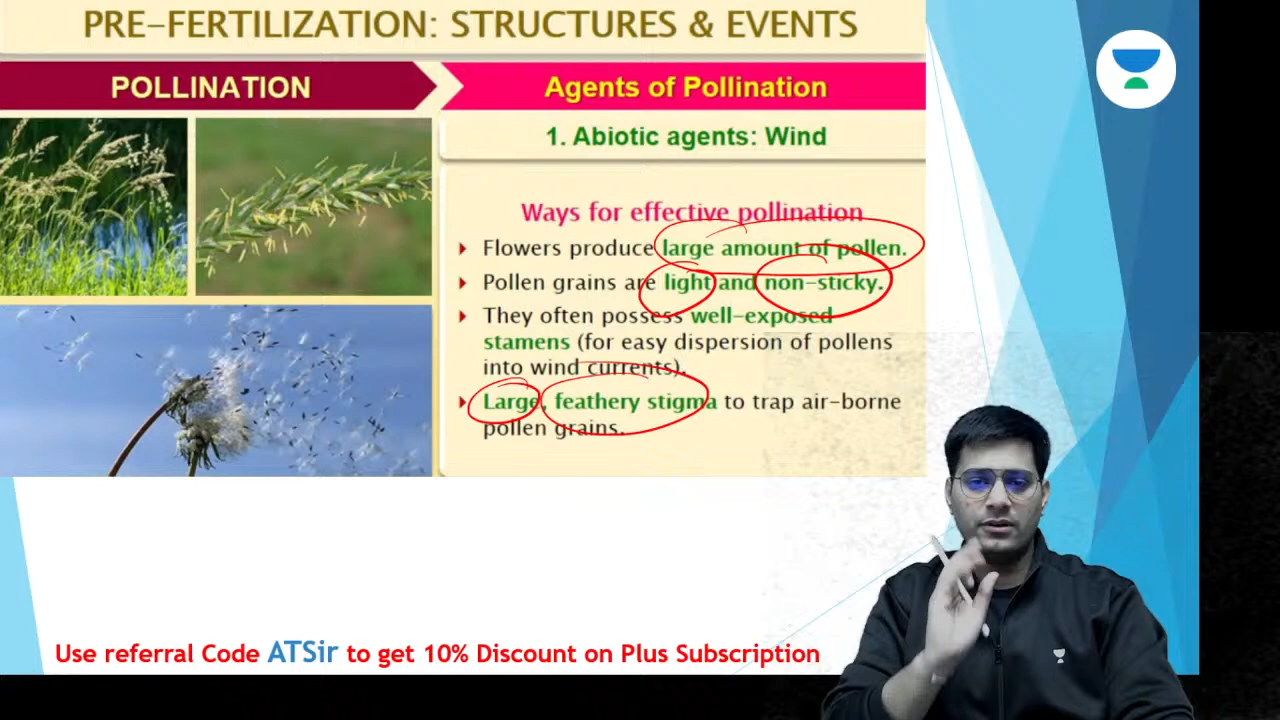 PRE-FERTILIZATION: STRUCTURES & EVENTS
POLLINATION
Agents of Pollination
1. Abiotic agents: Wind
Ways for effective pollination
Flowers produce large amount of pollen.
Pollen grains are light and non-sticky.
They often possess well-exposed
stamens (for easy dispersion of pollens
into wind currents).
Large, feathery stigma to trap air-borne
pollen grains.
Use referral Code ATSir to get 10% Discount on Plus Subscription